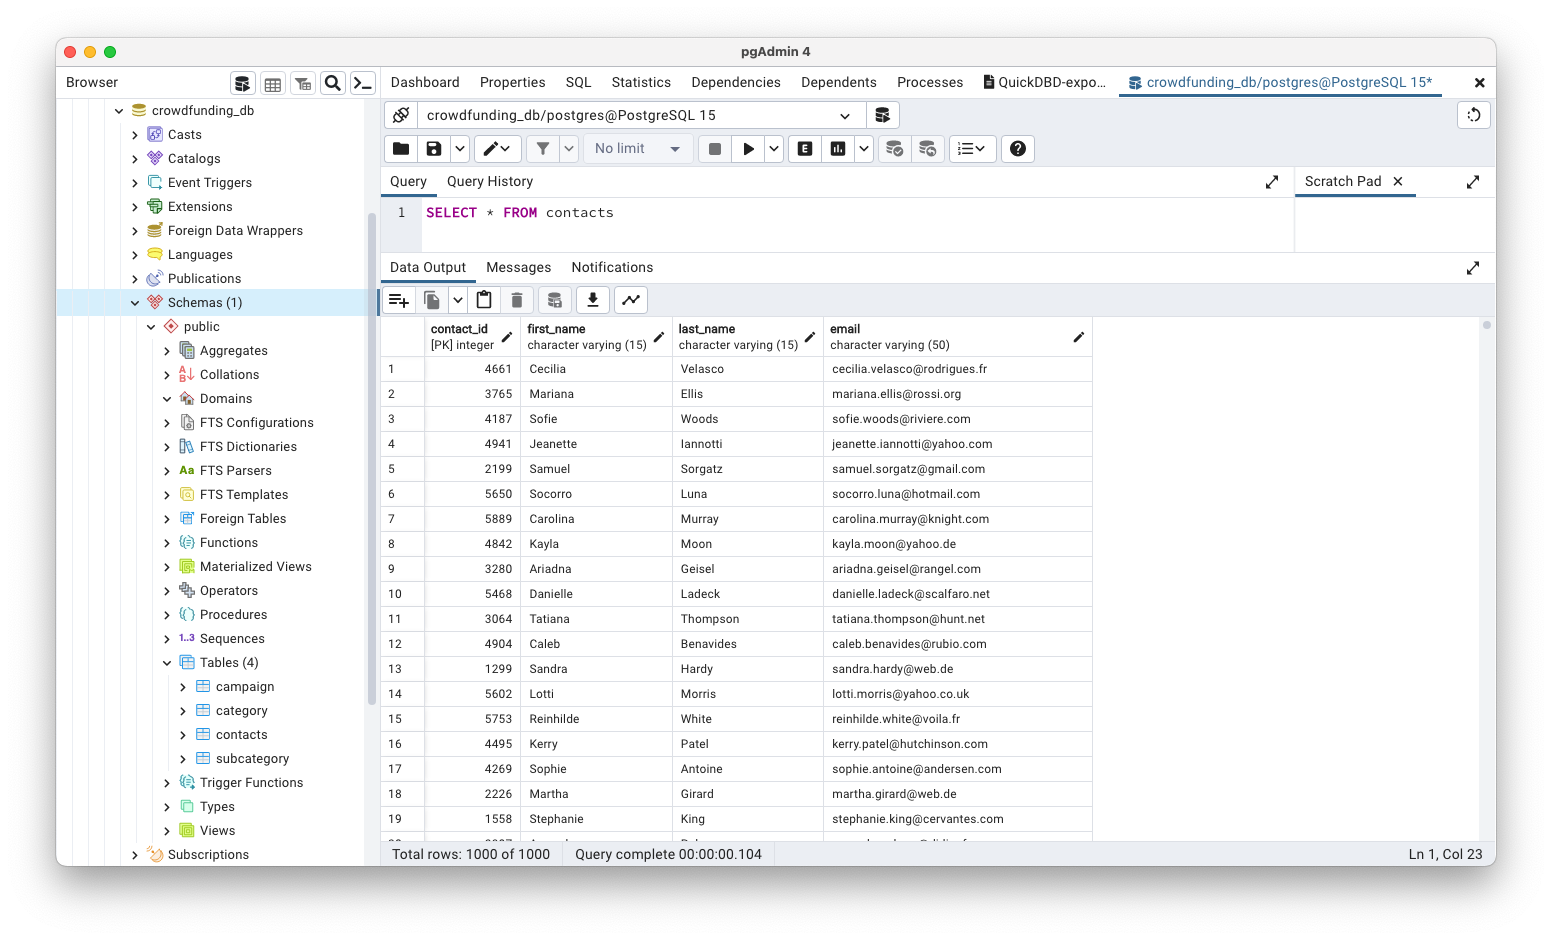 pgAdmin 4
Browser
Dashboard Properties SQL Statistics Dependencies Dependents Processes QuickDBD-expo... crowdfunding_db/postgres@PostgreSQL 15*
crowdfunding_db
Casts
Catalogs
Event Triggers
Extensions
Foreign Data Wrappers
Languages
Publications
Schemas (1)
public
Aggregates
Collations
Domains
FTS Configurations
FTS Dictionaries
Aa FTS Parsers
FTS Templates
Foreign Tables
Functions
Materialized Views
Operators
Procedures
1..3 Sequences
Tables (4)
campaign
category
contacts
subcategory
Trigger Functions
Types
Views
Subscriptions
crowdfunding_db/postgres@PostgreSQL 15
No limit E
Query Query History Scratch Pad
1 SELECT * FROM contacts
Data Output Messages Notifications
contact_id first_name last_name email
[PK] integer character varying (15) character varying (15) character varying (50)
1 4661 Cecilia Velasco cecilia.velasco@rodrigues.fr
2 3765 Mariana Ellis mariana.ellis@rossi.org
3 4187 Sofie Woods sofie.woods@riviere.com
4 4941 Jeanette Iannotti jeanette.iannotti@yahoo.com
5 2199 Samuel Sorgatz samuel.sorgatz@gmail.com
6 5650 Socorro Luna socorro.luna@hotmail.com
7 5889 Carolina Murray carolina.murray@knight.com
8 4842 Kayla Moon kayla.moon@yahoo.de
9 3280 Ariadna Geisel ariadna.geisel@rangel.com
10 5468 Danielle Ladeck danielle.ladeck@scalfaro.net
11 3064 Tatiana Thompson tatiana.thompson@hunt.net
12 4904 Caleb Benavides caleb.benavides@rubio.com
13 1299 Sandra Hardy sandra.hardy@web.de
14 5602 Lotti Morris lotti.morris@yahoo.co.uk
15 5753 Reinhilde White reinhilde.white@voila.fr
16 4495 Kerry Patel kerry.patel@hutchinson.com
17 4269 Sophie Antoine sophie.antoine@andersen.com
18 2226 Martha Girard martha.girard@web.de
19 1558 Stephanie King stephanie.king@cervantes.com
Total rows: 1000 of 1000 Query complete 00:00:00.104 Ln 1, Col 23